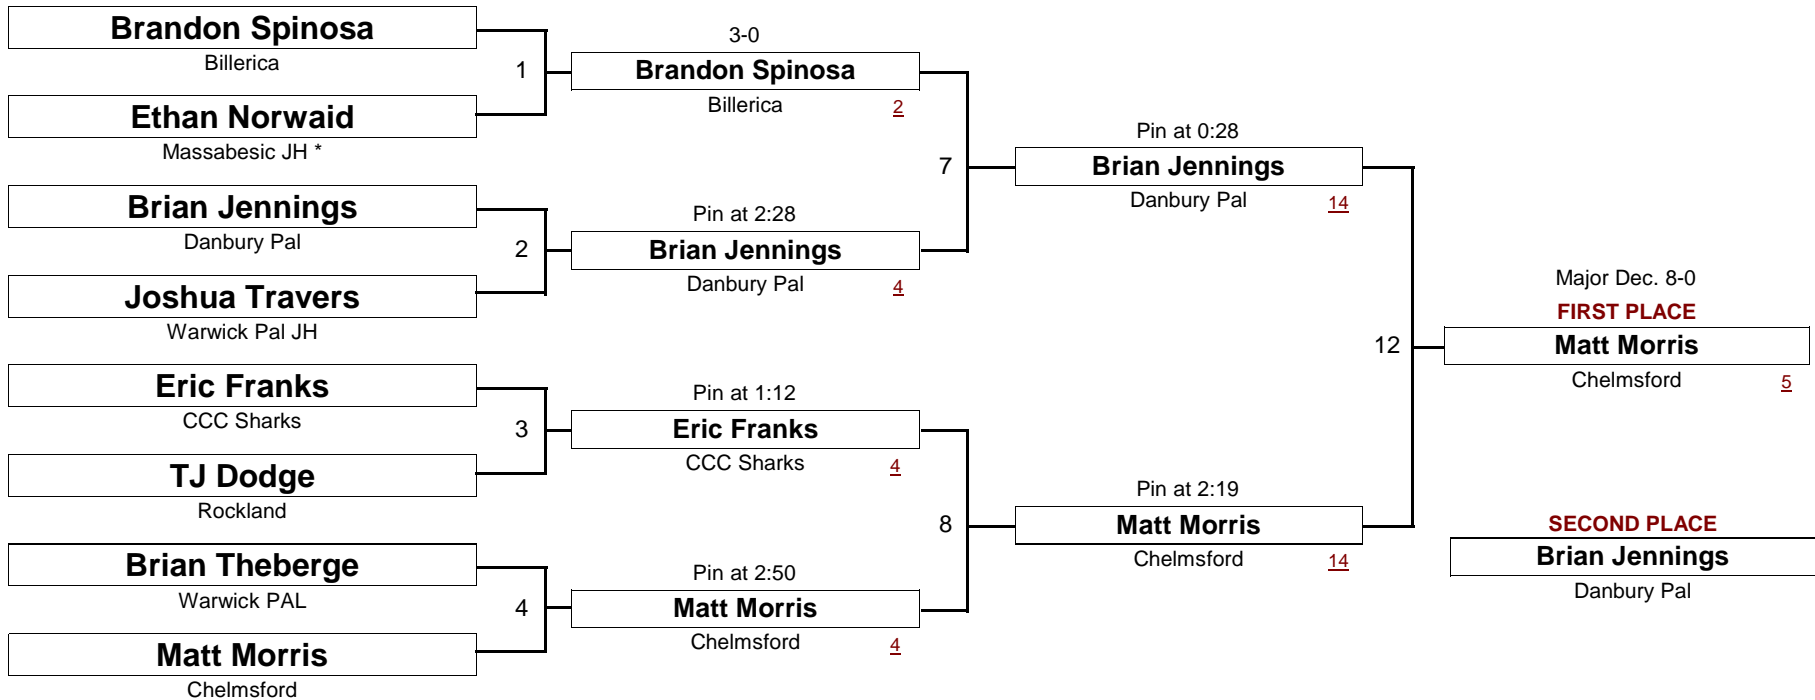 Brandon Spinosa
Billerica
1
Ethan Norwaid
Massabesic JH *
Brian Jennings
Danbury Pal
2
Joshua Travers
Warwick Pal JH
Eric Franks
CCC Sharks
3
TJ Dodge
Rockland
Brian Theberge
Warwick PAL
4
Matt Morris
Chelmsford
3-0
Brandon Spinosa
Billerica
2
7
Pin at 2:28
Brian Jennings
Danbury Pal
4
Pin at 1:12
Eric Franks
CCC Sharks
4
8
Pin at 2:50
Matt Morris
Chelmsford
4
Pin at 0:28
Brian Jennings
Danbury Pal
14
12
Pin at 2:19
Matt Morris
Chelmsford
14
Major Dec. 8-0
FIRST PLACE
Matt Morris
Chelmsford
5
SECOND PLACE
Brian Jennings
Danbury Pal